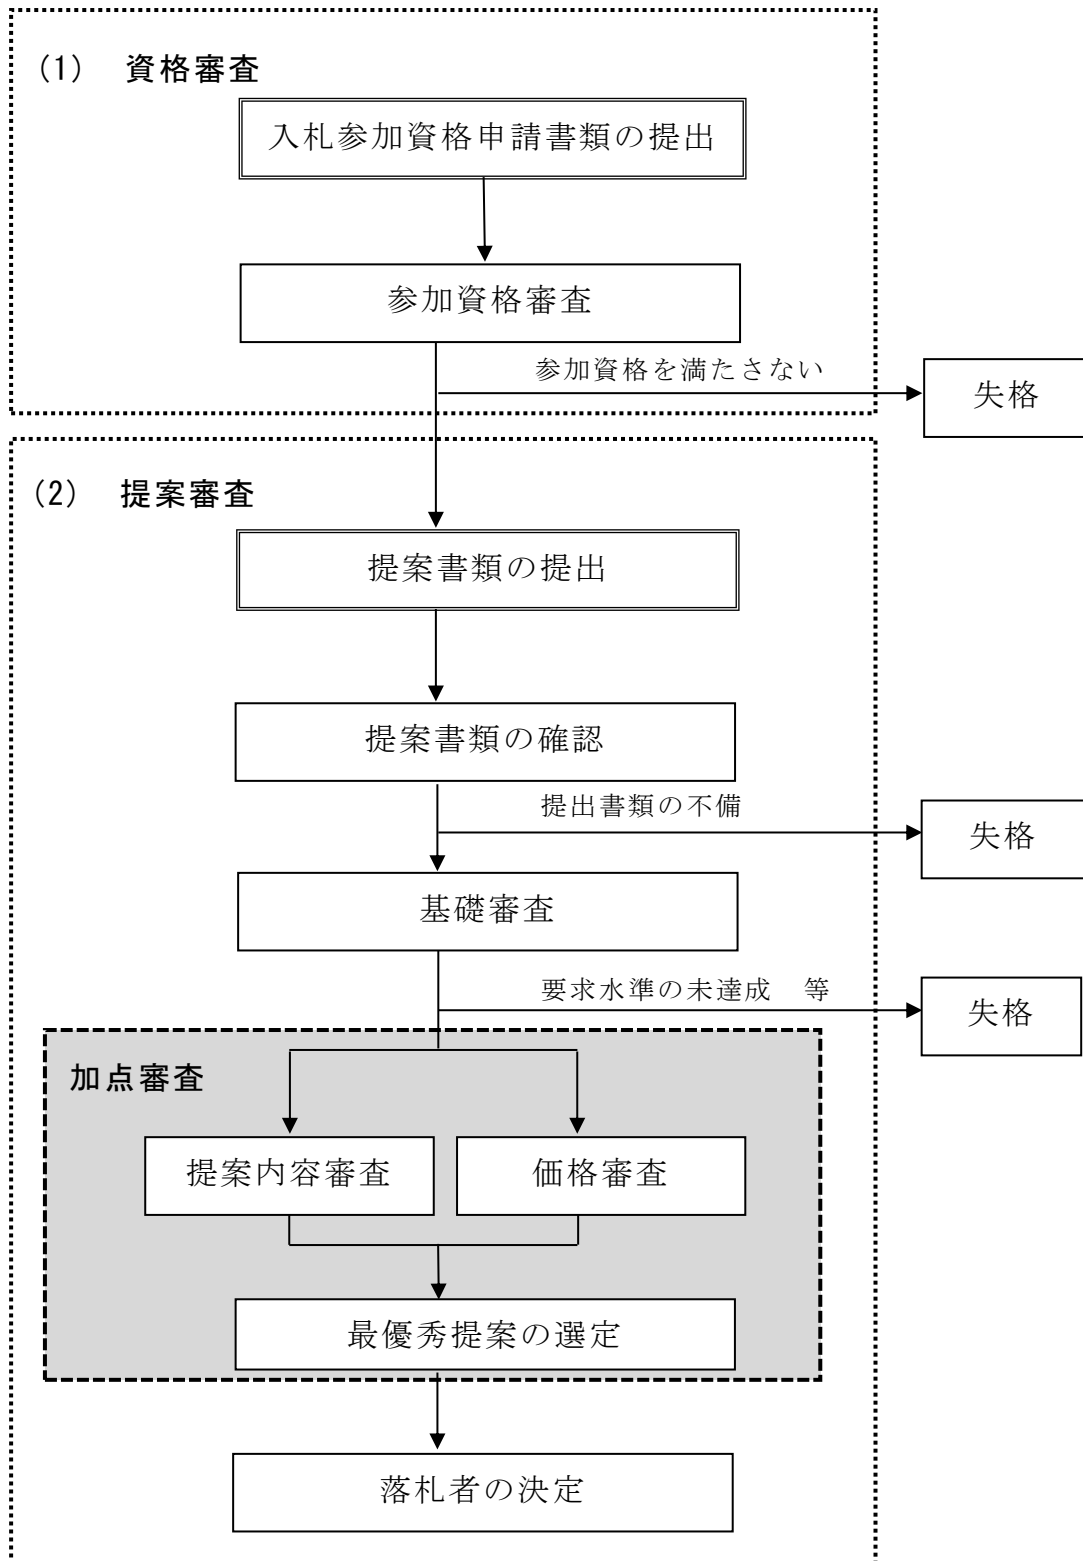 (1)　資格審査
入札参加資格申請書類の提出
参加資格審査
参加資格を満たさない
失格
(2)　提案審査
提案書類の提出
提案書類の確認
提出書類の不備
失格
基礎審査
要求水準の未達成　等
失格
加点審査
提案内容審査
価格審査
最優秀提案の選定
落札者の決定